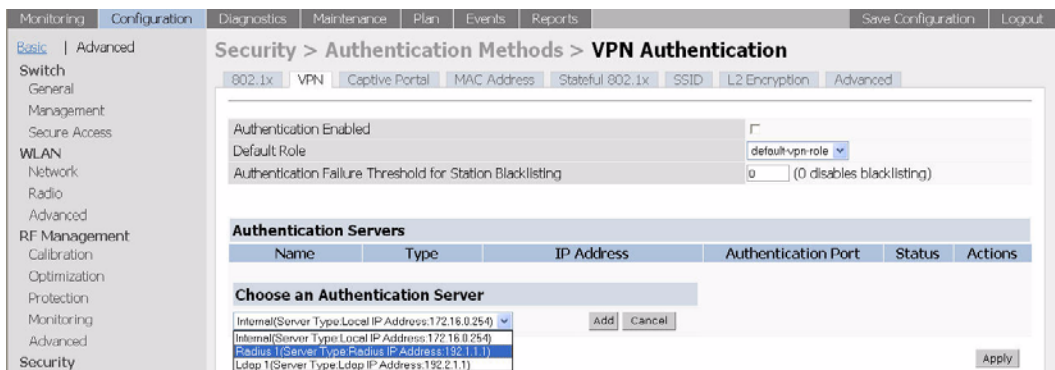 Monitoring Configuration Diagnostics Maintenance Plan Events Reports Save Configuration Logout
Basic | Advanced
Security > Authentication Methods > VPN Authentication
Switch
802.1x VPN Captive Portal MAC Address Stateful 802.1x SSID L2 Encryption Advanced
General
Management
Secure Access
Authentication Enabled
WLAN
Default Role default-vpn-role
Network
Authentication Failure Threshold for Station Blacklisting 0 (0 disables blacklisting)
Radio
Advanced
RF Management
Authentication Servers
Calibration
Name Type IP Address Authentication Port Status Actions
Optimization
Protection
Choose an Authentication Server
Monitoring
Internal(Server Type:Local IP Address:172.16.0.254) Add Cancel
Advanced
Internal(Server Type:Local IP Address:172.16.0.254)
Radius 1(Server Type:Radius IP Address:192.1.1.1)
Security
Ldap 1(Server Type:Ldap IP Address:192.2.1.1)
Apply